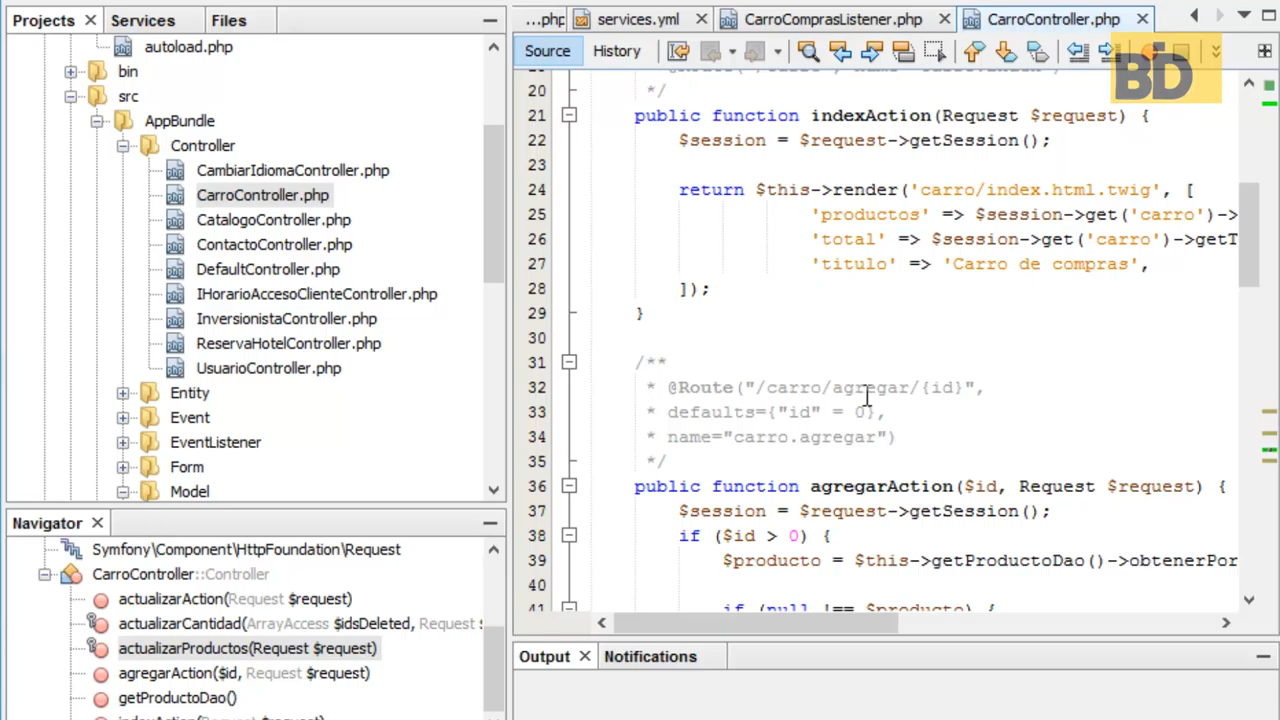 Projects
Services
Files
autoload.php
bin
src
AppBundle
Controller
CambiarIdiomaController.php
CarroController.php
CatalogoController.php
ContactoController.php
DefaultController.php
IHorarioAccesoClienteController.php
InversionistaController.php
ReservaHotelController.php
UsuarioController.php
Entity
Event
EventListener
Form
Model
Navigator
Symfony\Component\HttpFoundation\Request
CarroController::Controller
actualizarAction(Request $request)
actualizarCantidad(ArrayAccess $idsDeleted, Request
actualizarProductos(Request $request)
agregarAction($id, Request $request)
getProductoDao()
indexAction(Request $request)
...php
services.yml
CarroComprasListener.php
CarroController.php
Source
History
BD
20 */
21 public function indexAction(Request $request) {
22 $session = $request->getSession();
23
24 return $this->render('carro/index.html.twig', [
25 'productos' => $session->get('carro')->
26 'total' => $session->get('carro')->getT
27 'titulo' => 'Carro de compras',
28 ]);
29 }
30
31 /**
32 * @Route("/carro/agregar/{id}",
33 * defaults={"id" = 0},
34 * name="carro.agregar")
35 */
36 public function agregarAction($id, Request $request) {
37 $session = $request->getSession();
38 if ($id > 0) {
39 $producto = $this->getProductoDao()->obtenerPor
40
41 if (null !== $producto) {
Output
Notifications